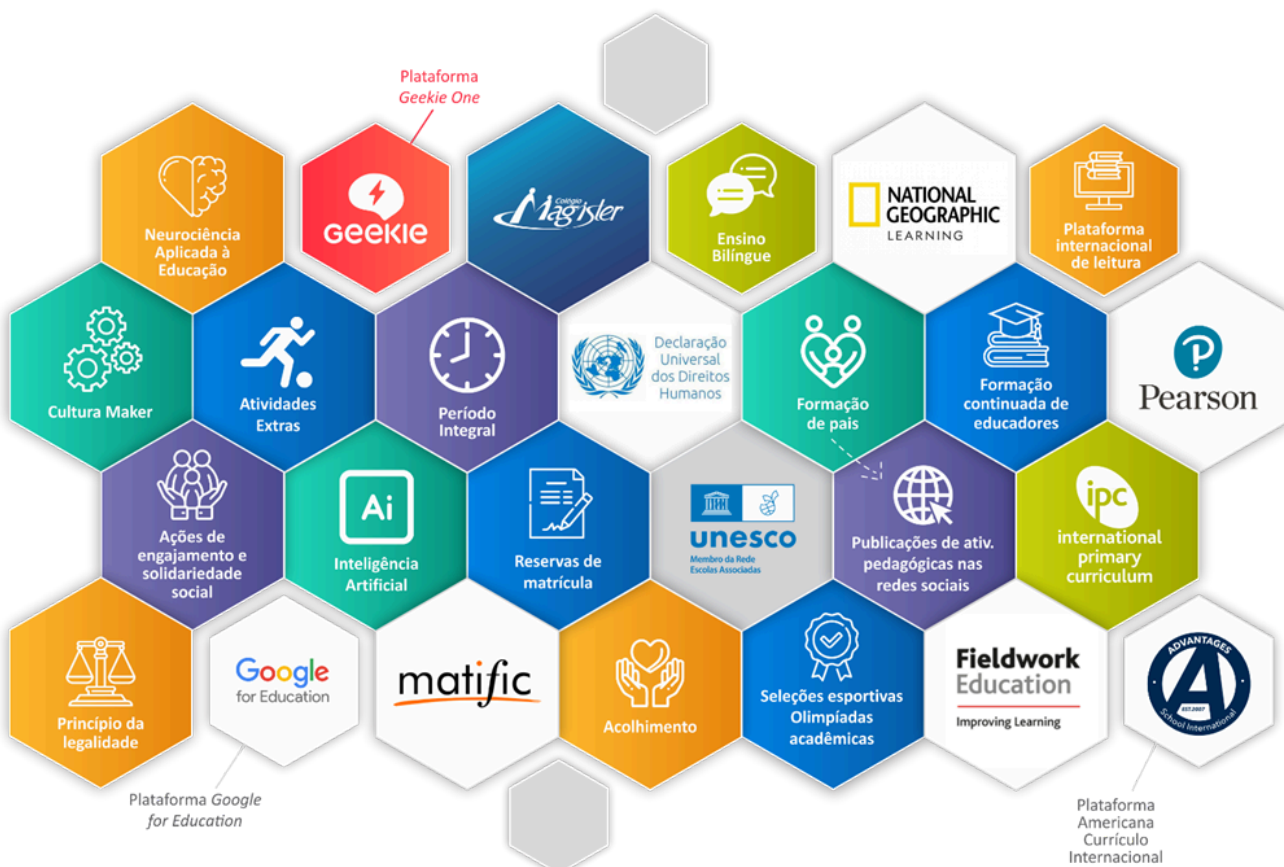 Plataforma
Geekie One
Neurociência
Aplicada à
Educação
GEEKIE
Colégio
Magister
Ensino
Bilíngue
NATIONAL
GEOGRAPHIC
LEARNING
Plataforma
internacional
de leitura
Cultura Maker
Atividades
Extras
Período
Integral
Declaração
Universal
dos Direitos
Humanos
Formação
de pais
Formação
continuada de
educadores
P
Pearson
Ações de
engajamento e
solidariedade
social
Ai
Inteligência
Artificial
Reservas de
matrícula
unesco
Membro da Rede
Escolas Associadas
Publicações de ativ.
pedagógicas nas
redes sociais
ipc
international
primary
curriculum
Princípio da
legalidade
Google
for Education
matific
Acolhimento
Seleções esportivas
Olimpíadas
acadêmicas
Fieldwork
Education
Improving Learning
ADVANTAGES
A
EST.2007
School International
Plataforma Google
for Education
Plataforma
Americana
Currículo
Internacional